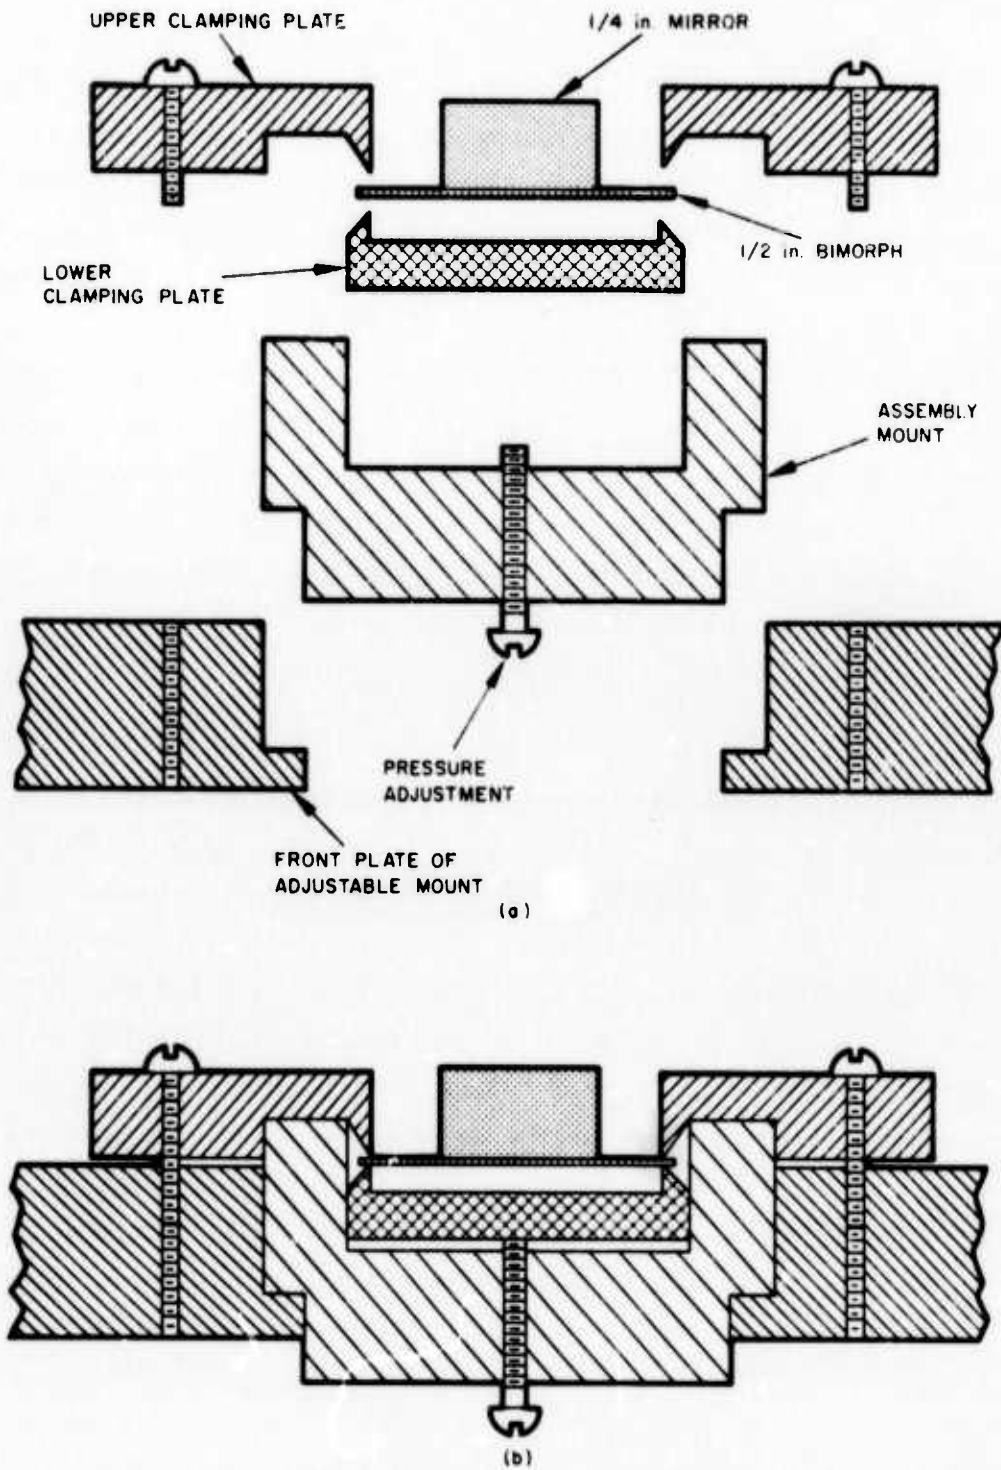 UPPER CLAMPING PLATE
1/4 in. MIRROR
1/2 in. BIMORPH
LOWER
CLAMPING PLATE
ASSEMBLY
MOUNT
PRESSURE
ADJUSTMENT
FRONT PLATE OF
ADJUSTABLE MOUNT
(a)
(b)